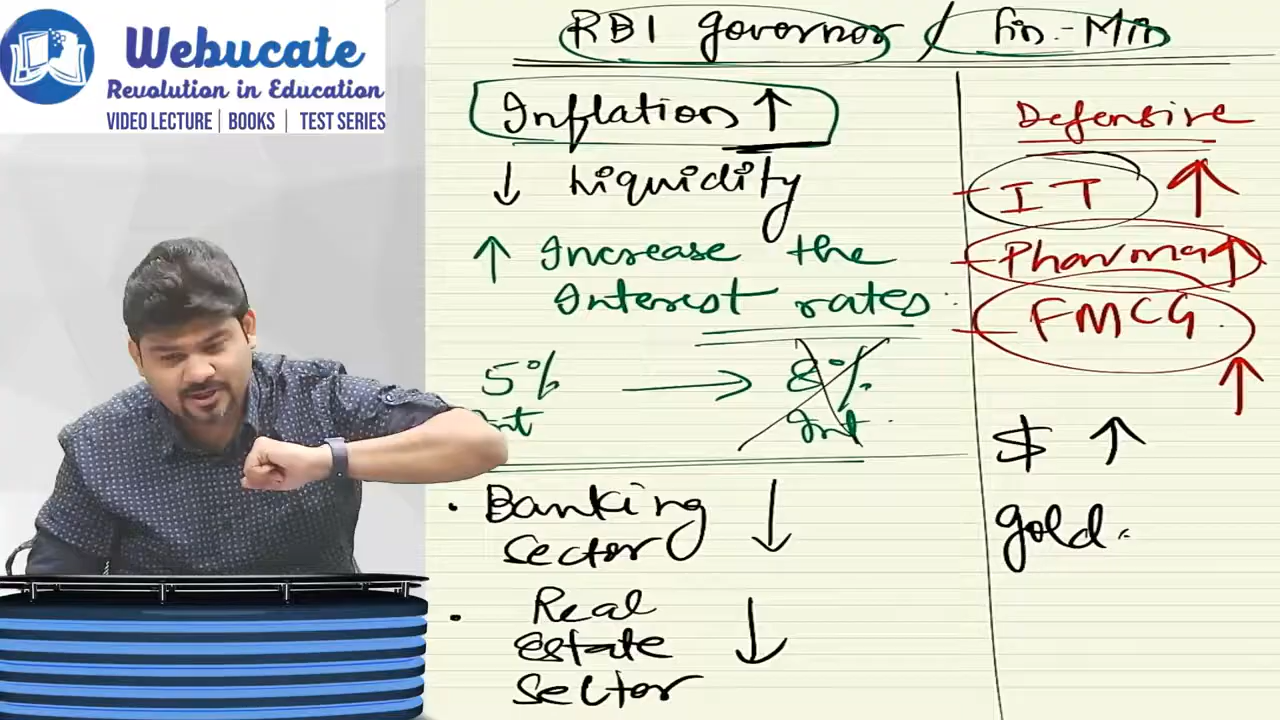 Webucate
Revolution in Education
VIDEO LECTURE | BOOKS | TEST SERIES
RBI governor / fin.-Min
Inflation ↑
↓ Liquidity
↑ Increase the
Interest rates
5% → 8%
Int Int.
• Banking ↓
Sector
• Real ↓
Estate
Sector
Defensive
- IT ↑
- Pharma ↑
- FMCG ↑
$ ↑
gold